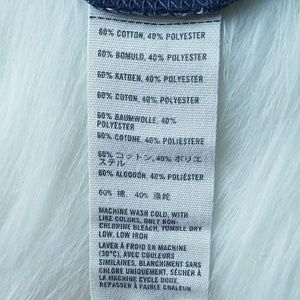 60% COTTON, 40% POLYESTER
60% BOMULD, 40% POLYESTER
60% KATOEN, 40% POLYESTER
60% COTON, 40% POLYESTER
60% BAUMWOLLE, 40%
POLYESTER
60% COTONE, 40% POLIESTERE
60% コットン, 40% ポリエ
ステル
60% ALGODÓN, 40% POLIÉSTER
60% 棉, 40% 滌綸
MACHINE WASH COLD, WITH
LIKE COLORS, ONLY NON-
CHLORINE BLEACH, TUMBLE DRY
LOW, LOW IRON
LAVER À FROID EN MACHINE
(30°C), AVEC COULEURS
SIMILAIRES, BLANCHIMENT SANS
CHLORE UNIQUEMENT, SÉCHER À
LA MACHINE CYCLE DOUX,
REPASSER À FAIBLE CHALEUR